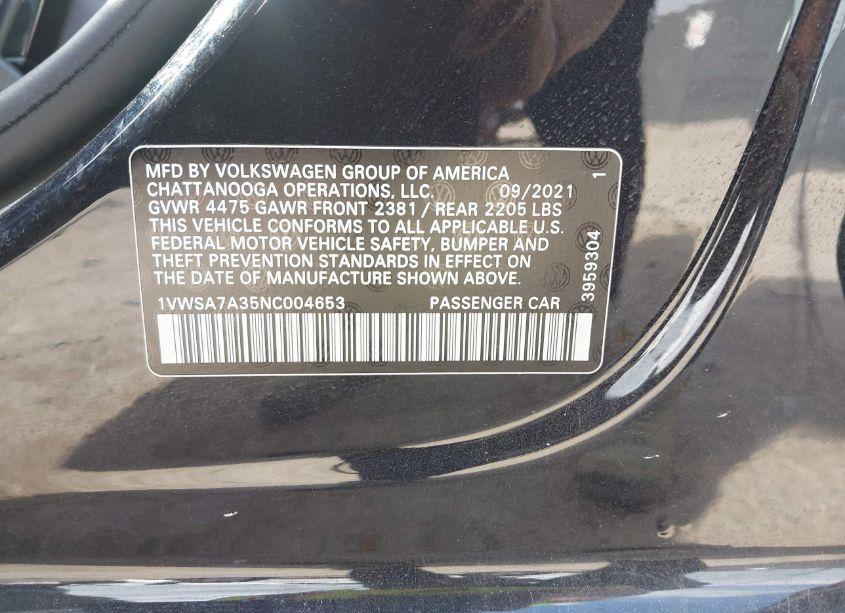 MFD BY VOLKSWAGEN GROUP OF AMERICA
CHATTANOOGA OPERATIONS, LLC. 09/2021
GVWR 4475 GAWR FRONT 2381 / REAR 2205 LBS
THIS VEHICLE CONFORMS TO ALL APPLICABLE U.S.
FEDERAL MOTOR VEHICLE SAFETY, BUMPER AND
THEFT PREVENTION STANDARDS IN EFFECT ON
THE DATE OF MANUFACTURE SHOWN ABOVE.
1VWSA7A35NC004653 PASSENGER CAR
3959304 1